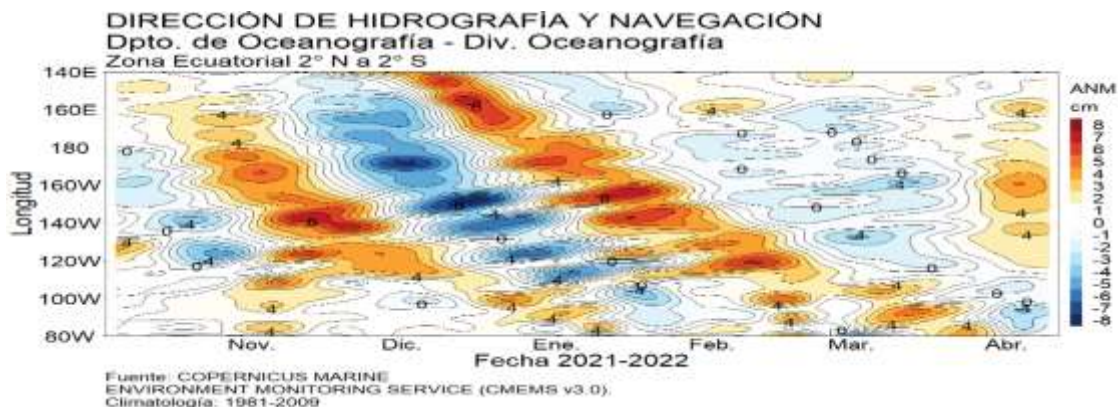 DIRECCIÓN DE HIDROGRAFÍA Y NAVEGACIÓN
Dpto. de Oceanografía - Div. Oceanografía
Zona Ecuatorial 2° N a 2° S
140E
160E
180
160W
140W
120W
100W
80W
Longitud
Nov. Dic. Ene. Feb. Mar. Abr.
Fecha 2021-2022
ANM
cm
8
7
6
5
4
3
2
1
0
-1
-2
-3
-4
-5
-6
-7
-8
Fuente: COPERNICUS MARINE
ENVIRONMENT MONITORING SERVICE (CMEMS v3.0).
Climatología: 1981-2009